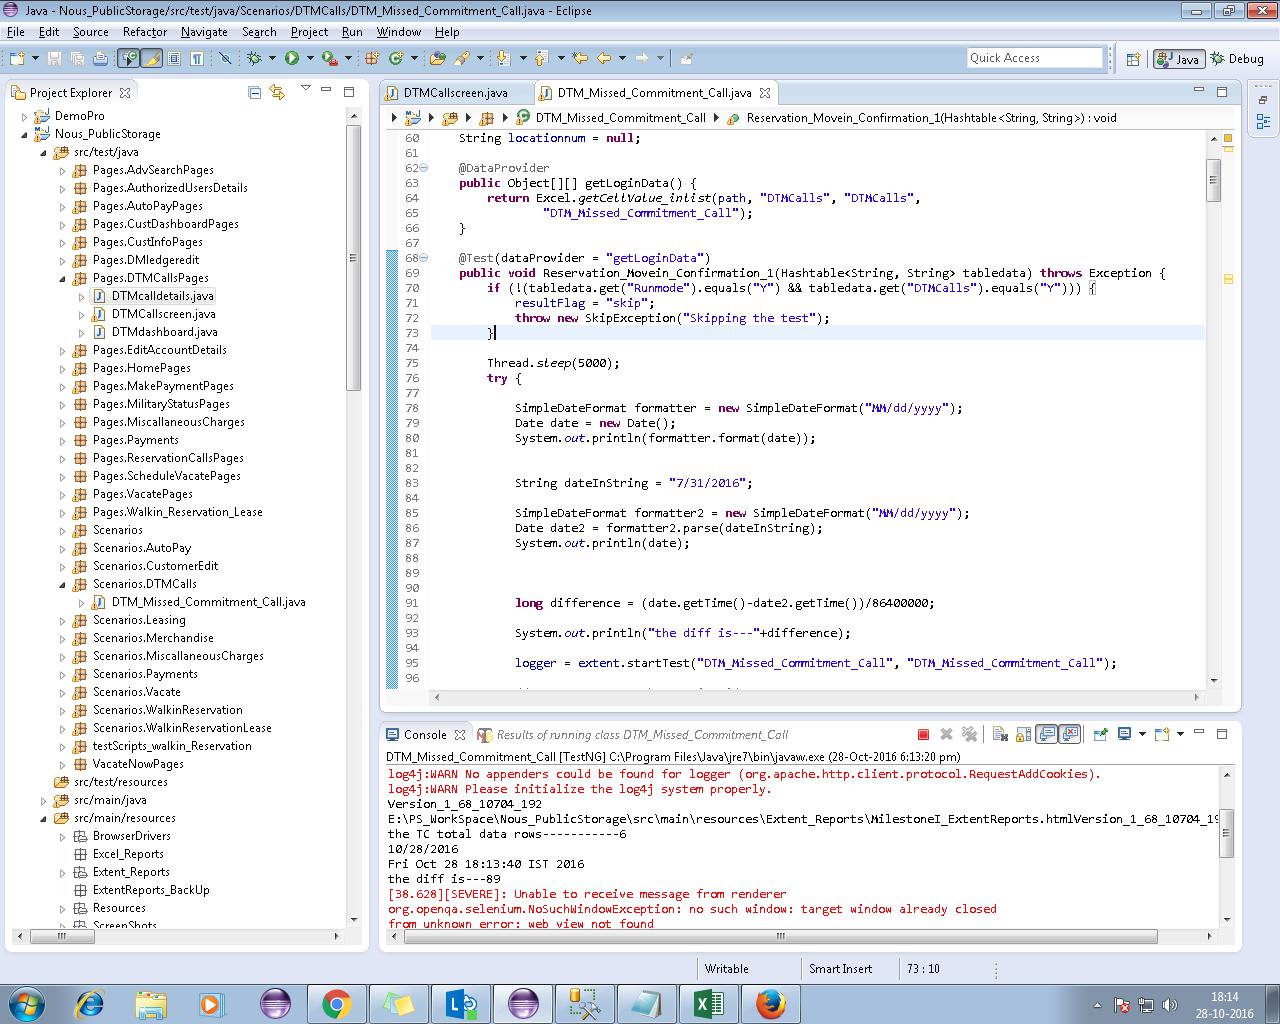 Java - Nous_PublicStorage/src/test/java/Scenarios/DTMCalls/DTM_Missed_Commitment_Call.java - Eclipse
File Edit Source Refactor Navigate Search Project Run Window Help
Quick Access
Java
Debug
Project Explorer
DemoPro
Nous_PublicStorage
src/test/java
Pages.AdvSearchPages
Pages.AuthorizedUsersDetails
Pages.AutoPayPages
Pages.CustDashboardPages
Pages.CustInfoPages
Pages.DMledgeredit
Pages.DTMCallsPages
DTMcalldetails.java
DTMCallscreen.java
DTMdashboard.java
Pages.EditAccountDetails
Pages.HomePages
Pages.MakePaymentPages
Pages.MilitaryStatusPages
Pages.MiscallaneousCharges
Pages.Payments
Pages.ReservationCallsPages
Pages.ScheduleVacatePages
Pages.VacatePages
Pages.Walkin_Reservation_Lease
Scenarios
Scenarios.AutoPay
Scenarios.CustomerEdit
Scenarios.DTMCalls
DTM_Missed_Commitment_Call.java
Scenarios.Leasing
Scenarios.Merchandise
Scenarios.MiscallaneousCharges
Scenarios.Payments
Scenarios.Vacate
Scenarios.WalkinReservation
Scenarios.WalkinReservationLease
testScripts_walkin_Reservation
VacateNowPages
src/test/resources
src/main/java
src/main/resources
BrowserDrivers
Excel_Reports
Extent_Reports
ExtentReports_BackUp
Resources
ScreenShots
DTMCallscreen.java
DTM_Missed_Commitment_Call.java
DTM_Missed_Commitment_Call
Reservation_Movein_Confirmation_1(Hashtable<String, String>) : void
60 String locationnum = null;
61
62 @DataProvider
63 public Object[][] getLoginData() {
64 return Excel.getCellValue_inlist(path, "DTMCalls", "DTMCalls",
65 "DTM_Missed_Commitment_Call");
66 }
67
68 @Test(dataProvider = "getLoginData")
69 public void Reservation_Movein_Confirmation_1(Hashtable<String, String> tabledata) throws Exception {
70 if (!(tabledata.get("Runmode").equals("Y") && tabledata.get("DTMCalls").equals("Y"))) {
71 resultFlag = "skip";
72 throw new SkipException("Skipping the test");
73 }
74
75 Thread.sleep(5000);
76 try {
77
78 SimpleDateFormat formatter = new SimpleDateFormat("MM/dd/yyyy");
79 Date date = new Date();
80 System.out.println(formatter.format(date));
81
82
83 String dateInString = "7/31/2016";
84
85 SimpleDateFormat formatter2 = new SimpleDateFormat("MM/dd/yyyy");
86 Date date2 = formatter2.parse(dateInString);
87 System.out.println(date);
88
89
90
91 long difference = (date.getTime()-date2.getTime())/86400000;
92
93 System.out.println("the diff is---"+difference);
94
95 logger = extent.startTest("DTM_Missed_Commitment_Call", "DTM_Missed_Commitment_Call");
96
Console
Results of running class DTM_Missed_Commitment_Call
DTM_Missed_Commitment_Call [TestNG] C:\Program Files\Java\jre7\bin\javaw.exe (28-Oct-2016 6:13:20 pm)
log4j:WARN No appenders could be found for logger (org.apache.http.client.protocol.RequestAddCookies).
log4j:WARN Please initialize the log4j system properly.
Version_1_68_10704_192
E:\PS_WorkSpace\Nous_PublicStorage\src\main\resources\Extent_Reports\MilestoneI_ExtentReports.htmlVersion_1_68_10704_19
the TC total data rows-----------6
10/28/2016
Fri Oct 28 18:13:40 IST 2016
the diff is---89
[38.628][SEVERE]: Unable to receive message from renderer
org.openqa.selenium.NoSuchWindowException: no such window: target window already closed
from unknown error: web view not found
Writable
Smart Insert
73 : 10
18:14
28-10-2016